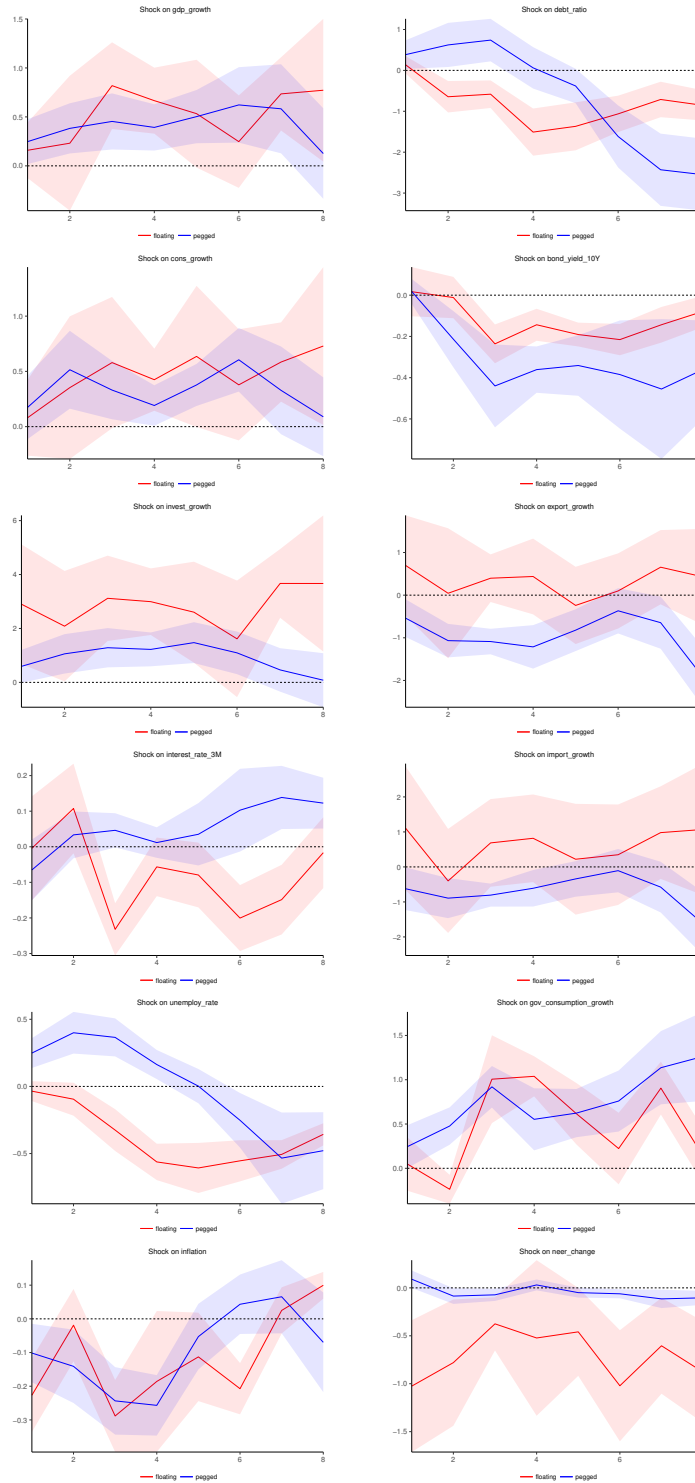 Shock on gdp_growth
1.5
1.0
0.5
0.0
2 4 6 8
floating pegged
Shock on debt_ratio
1
0
−1
−2
−3
2 4 6
floating pegged
Shock on cons_growth
1.0
0.5
0.0
2 4 6 8
floating pegged
Shock on bond_yield_10Y
0.0
−0.2
−0.4
−0.6
2 4 6
floating pegged
Shock on invest_growth
6
4
2
0
2 4 6 8
floating pegged
Shock on export_growth
1
0
−1
−2
2 4 6
floating pegged
Shock on interest_rate_3M
0.2
0.1
0.0
−0.1
−0.2
−0.3
2 4 6 8
floating pegged
Shock on import_growth
2
1
0
−1
−2
2 4 6
floating pegged
Shock on unemploy_rate
0.5
0.0
−0.5
2 4 6 8
floating pegged
Shock on gov_consumption_growth
1.5
1.0
0.5
0.0
2 4 6
floating pegged
Shock on inflation
0.1
0.0
−0.1
−0.2
−0.3
2 4 6 8
floating pegged
Shock on neer_change
0.0
−0.5
−1.0
−1.5
2 4 6
floating pegged